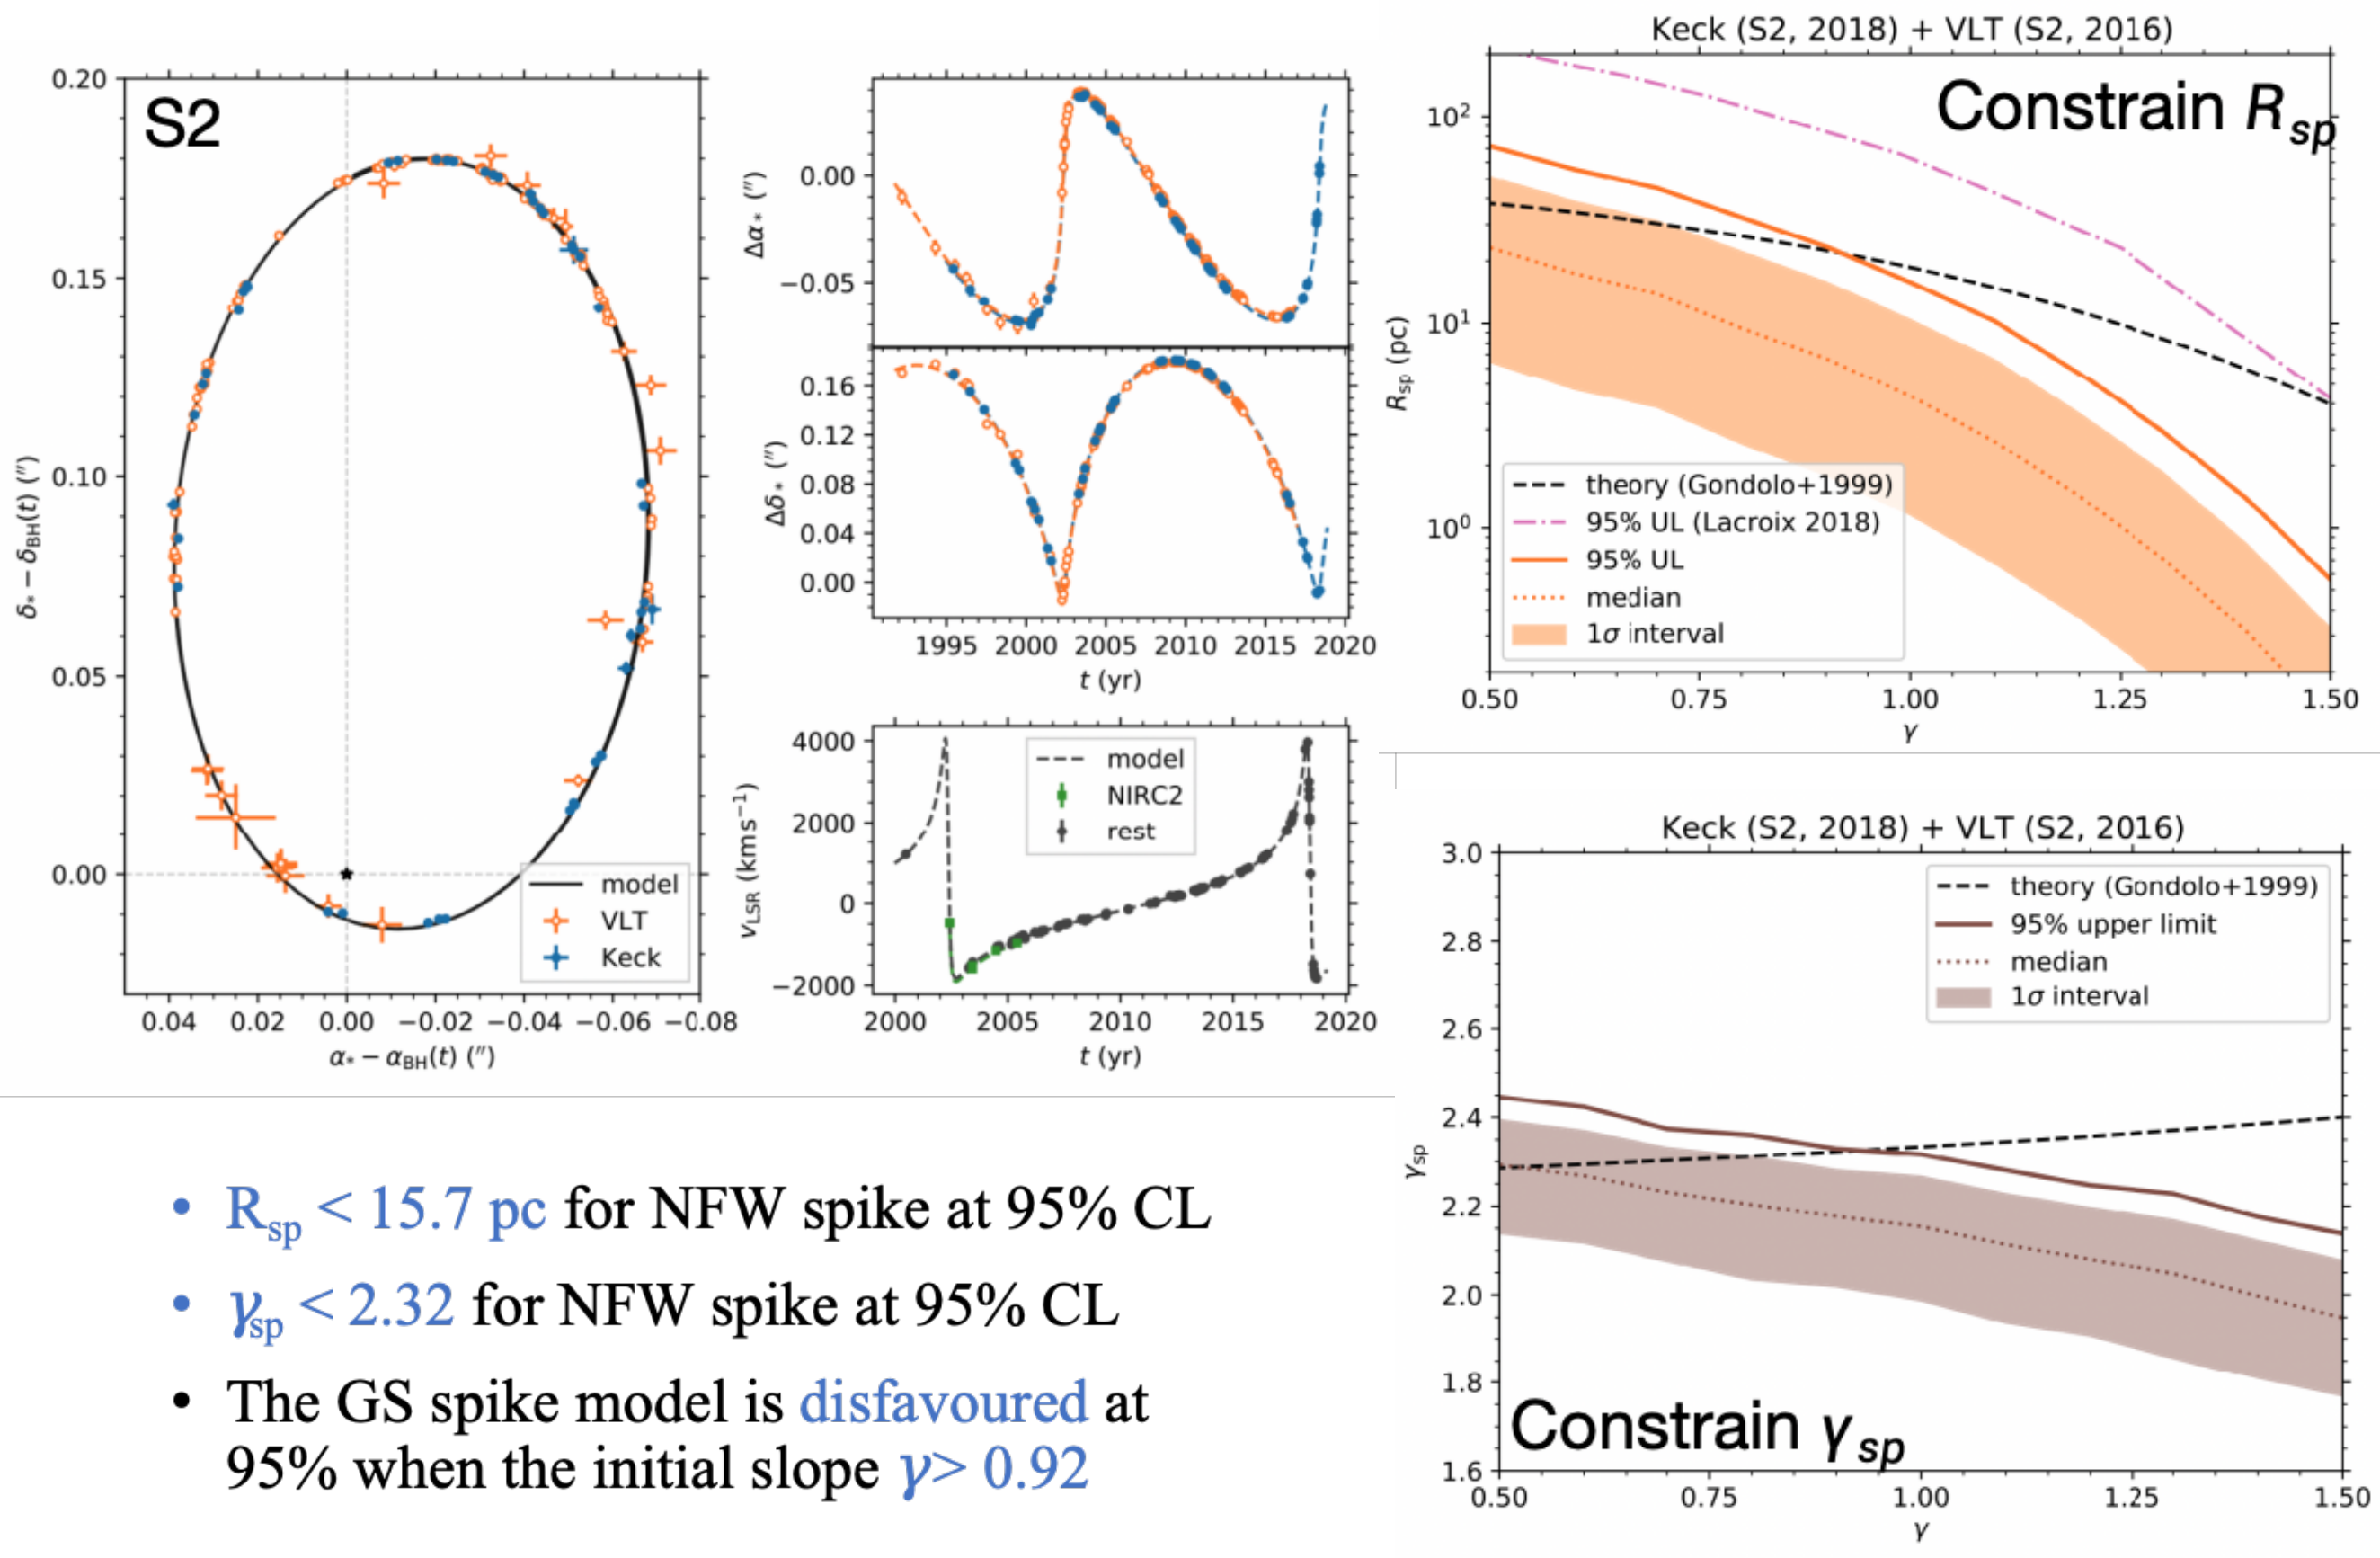 S2
0.20
0.15
0.10
0.05
0.00
δ* − δBH(t) (″)
0.04 0.02 0.00 −0.02 −0.04 −0.06 −0.08
α* − αBH(t) (″)
model
VLT
Keck
0.00
−0.05
Δα* (″)
0.16
0.12
0.08
0.04
0.00
Δδ* (″)
1995 2000 2005 2010 2015 2020
t (yr)
4000
2000
0
−2000
vLSR (kms−1)
model
NIRC2
rest
2000 2005 2010 2015 2020
t (yr)
Keck (S2, 2018) + VLT (S2, 2016)
Constrain Rsp
10²
10¹
10⁰
Rsp (pc)
theory (Gondolo+1999)
95% UL (Lacroix 2018)
95% UL
median
1σ interval
0.50 0.75 1.00 1.25 1.50
γ
Keck (S2, 2018) + VLT (S2, 2016)
3.0
2.8
2.6
2.4
2.2
2.0
1.8
1.6
γsp
theory (Gondolo+1999)
95% upper limit
median
1σ interval
Constrain γsp
0.50 0.75 1.00 1.25 1.50
γ
• Rsp < 15.7 pc for NFW spike at 95% CL
• γsp < 2.32 for NFW spike at 95% CL
• The GS spike model is disfavoured at
95% when the initial slope γ> 0.92